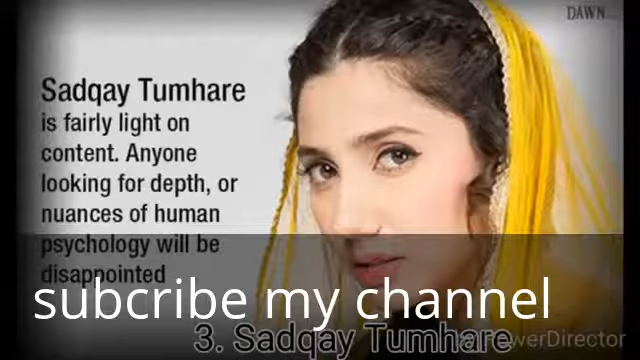 DAWN
Sadqay Tumhare
is fairly light on
content. Anyone
looking for depth, or
nuances of human
psychology will be
disappointed
subcribe my channel
3. Sadqay Tumhare
PowerDirector